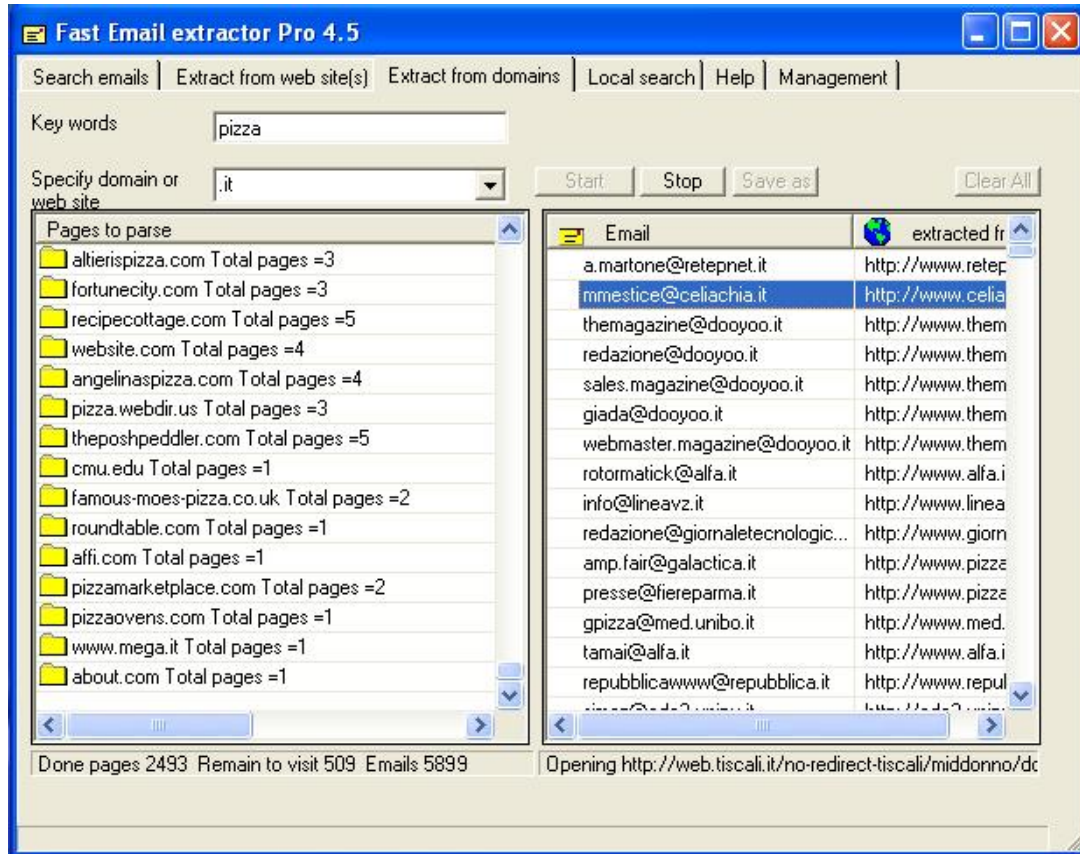 Fast Email extractor Pro 4.5
Search emails Extract from web site(s) Extract from domains Local search Help Management
Key words pizza
Specify domain or web site .it Start Stop Save as Clear All
Pages to parse
altierispizza.com Total pages =3
fortunecity.com Total pages =3
recipecottage.com Total pages =5
website.com Total pages =4
angelinaspizza.com Total pages =4
pizza.webdir.us Total pages =3
theposhpeddler.com Total pages =5
cmu.edu Total pages =1
famous-moes-pizza.co.uk Total pages =2
roundtable.com Total pages =1
affi.com Total pages =1
pizzamarketplace.com Total pages =2
pizzaovens.com Total pages =1
www.mega.it Total pages =1
about.com Total pages =1
Email extracted fr
a.martone@retepnet.it http://www.retep
mmestice@celiachia.it http://www.celia
themagazine@dooyoo.it http://www.them
redazione@dooyoo.it http://www.them
sales.magazine@dooyoo.it http://www.them
giada@dooyoo.it http://www.them
webmaster.magazine@dooyoo.it http://www.them
rotormatick@alfa.it http://www.alfa.i
info@lineavz.it http://www.linea
redazione@giornaletecnologic... http://www.giorn
amp.fair@galactica.it http://www.pizza
presse@fiereparma.it http://www.pizza
gpizza@med.unibo.it http://www.med.
tamai@alfa.it http://www.alfa.i
repubblicawww@repubblica.it http://www.repul
Done pages 2493 Remain to visit 509 Emails 5899
Opening http://web.tiscali.it/no-redirect-tiscali/middonno/dc